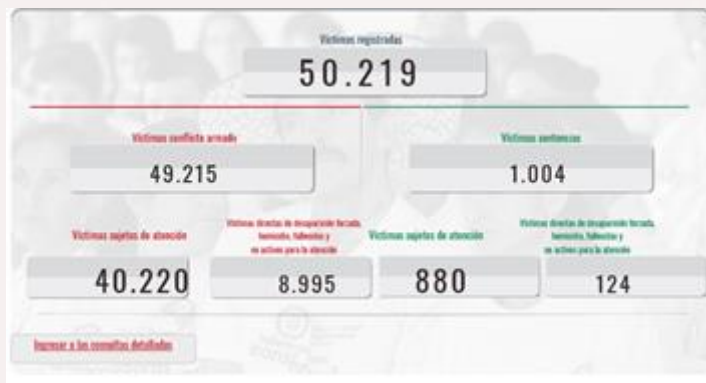 Víctimas registradas
50.219
Víctimas conflicto armado
Víctimas sentencias
49.215
1.004
Víctimas sujetos de atención
Víctimas directas de desaparición forzada,
homicidio, fallecidas y
no activos para la atención
Víctimas sujetos de atención
Víctimas directas de desaparición forzada,
homicidio, fallecidas y
no activos para la atención
40.220
8.995
880
124
Ingresar a las consultas detalladas